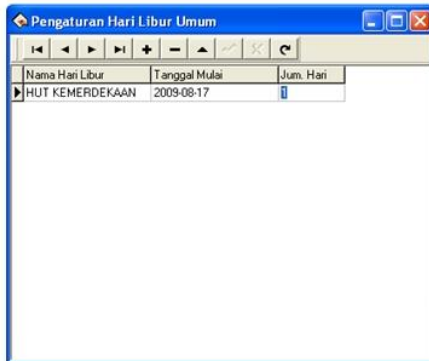 Pengaturan Hari Libur Umum
Nama Hari Libur Tanggal Mulai Jum. Hari
HUT KEMERDEKAAN 2009-08-17 1